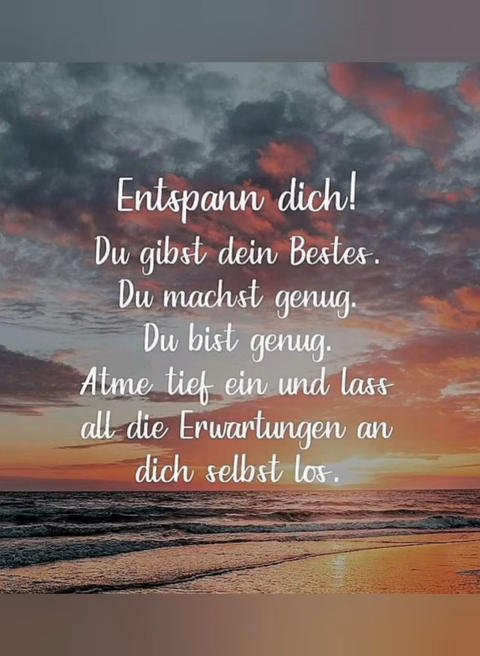 Entspann dich!
Du gibst dein Bestes.
Du machst genug.
Du bist genug.
Atme tief ein und lass
all die Erwartungen an
dich selbst los.